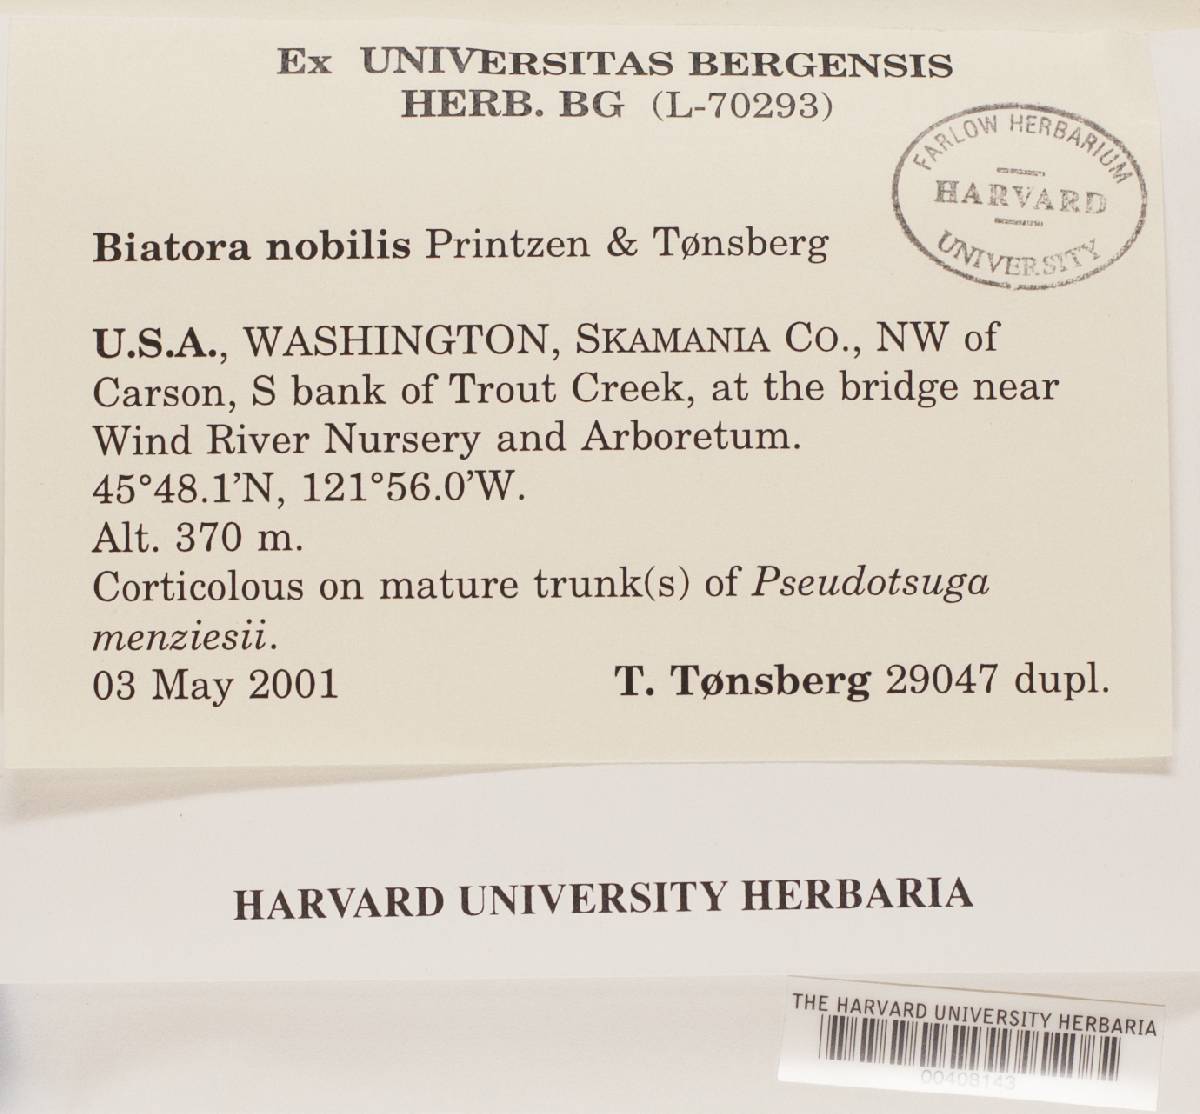 Ex UNIVERSITAS BERGENSIS
HERB. BG (L-70293)
FARLOW HERBARIUM
HARVARD
UNIVERSITY
Biatora nobilis Printzen & Tønsberg
U.S.A., WASHINGTON, SKAMANIA CO., NW of
Carson, S bank of Trout Creek, at the bridge near
Wind River Nursery and Arboretum.
45°48.1’N, 121°56.0’W.
Alt. 370 m.
Corticolous on mature trunk(s) of Pseudotsuga
menziesii.
03 May 2001 T. Tønsberg 29047 dupl.
HARVARD UNIVERSITY HERBARIA
THE HARVARD UNIVERSITY HERBARIA
00408143